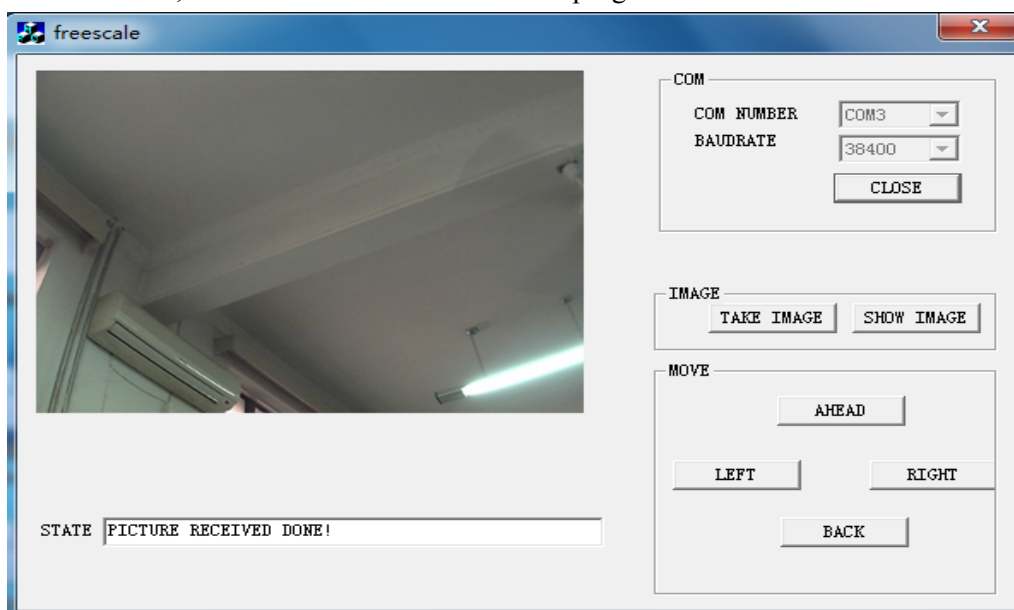 freescale
COM
COM NUMBER COM3
BAUDRATE 38400
CLOSE
IMAGE
TAKE IMAGE SHOW IMAGE
MOVE
AHEAD
LEFT RIGHT
BACK
STATE PICTURE RECEIVED DONE!